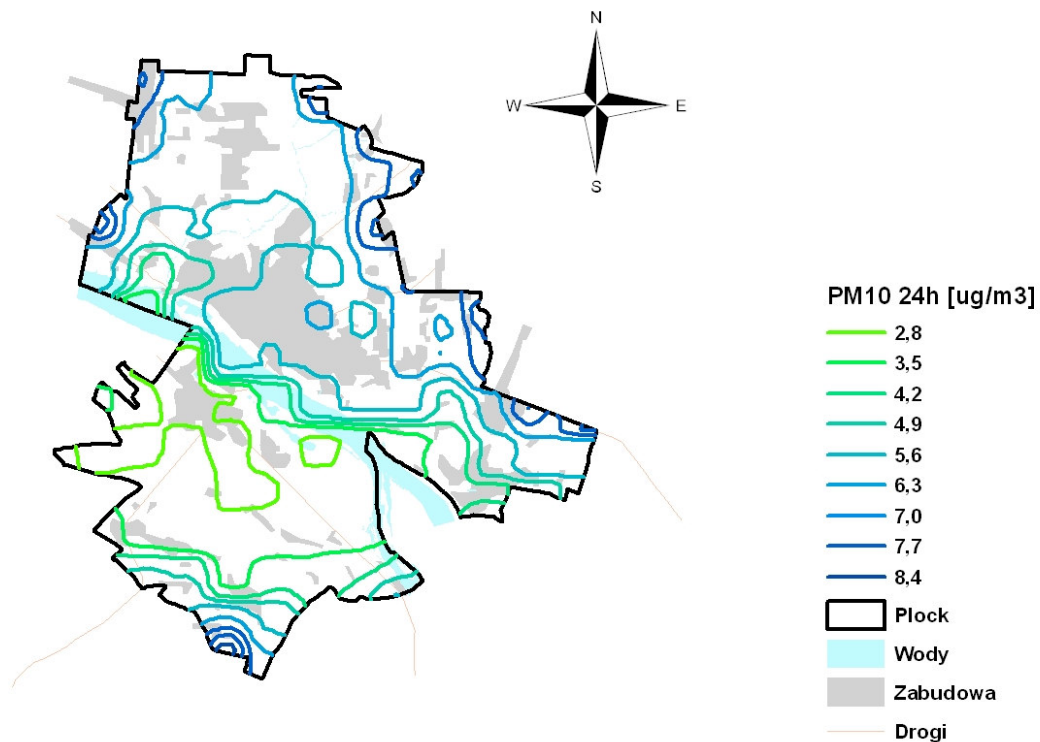 N
W E
S
PM10 24h [ug/m3]
2,8
3,5
4,2
4,9
5,6
6,3
7,0
7,7
8,4
Plock
Wody
Zabudowa
Drogi